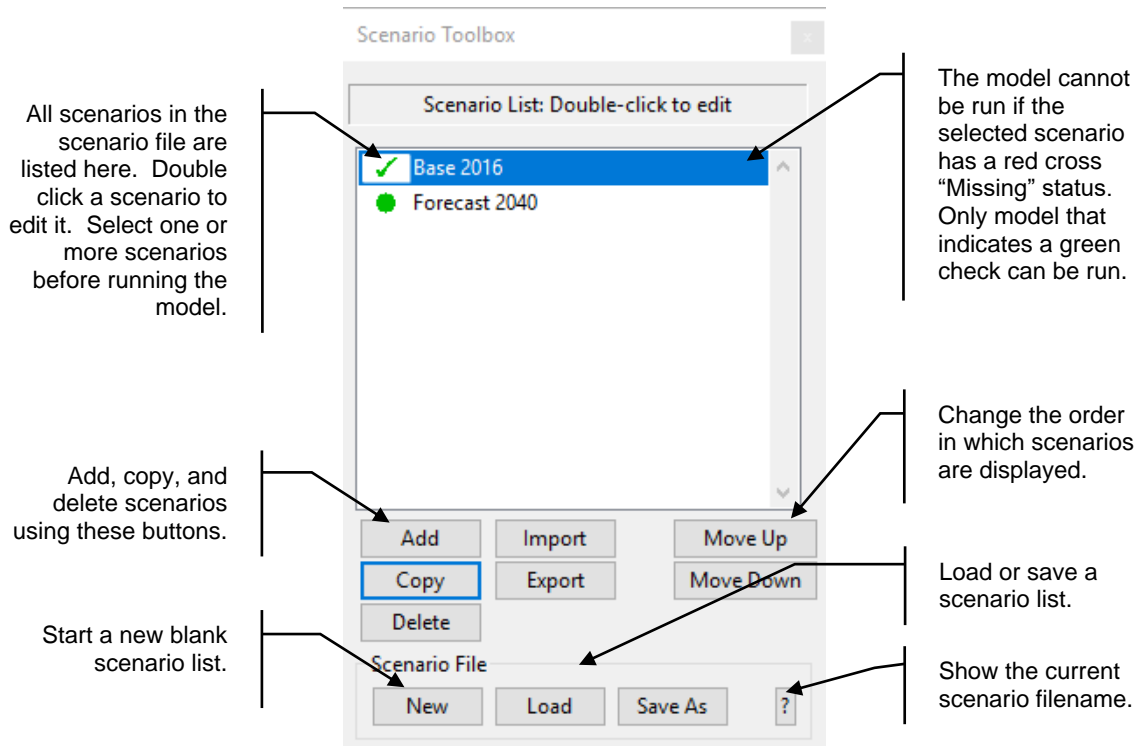 Scenario Toolbox
x
All scenarios in the
scenario file are
listed here.  Double
click a scenario to
edit it.  Select one or
more scenarios
before running the
model.
Scenario List: Double-click to edit
Base 2016
Forecast 2040
The model cannot
be run if the
selected scenario
has a red cross
“Missing” status.
Only model that
indicates a green
check can be run.
Change the order
in which scenarios
are displayed.
Add, copy, and
delete scenarios
using these buttons.
Add Import Move Up
Copy Export Move Down
Delete
Load or save a
scenario list.
Start a new blank
scenario list.
Scenario File
New Load Save As ?
Show the current
scenario filename.